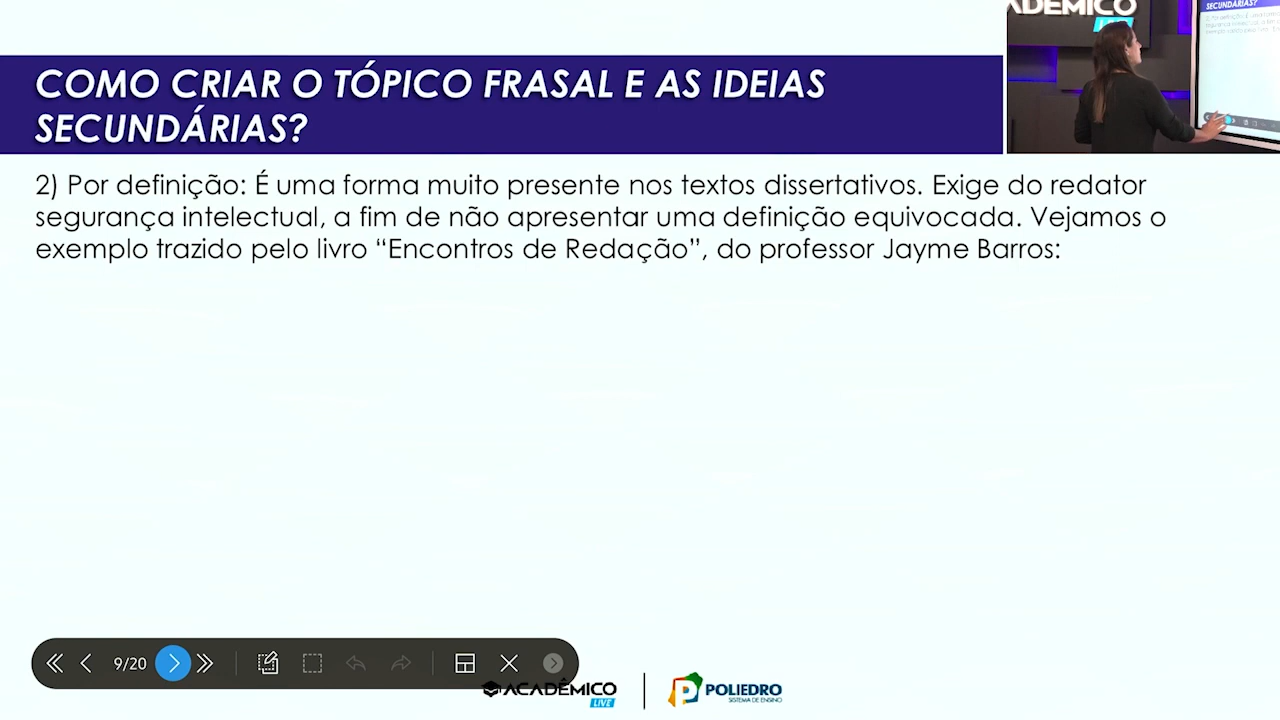 COMO CRIAR O TÓPICO FRASAL E AS IDEIAS
SECUNDÁRIAS?
ADÊMICO
LIVE
SECUNDÁRIAS?
2) Por definição: É uma forma muito presente nos textos dissertativos. Exige do redator
segurança intelectual, a fim de não apresentar uma definição equivocada. Vejamos o
exemplo trazido pelo livro “Encontros de Redação”, do professor Jayme Barros:
9/20
ACADÊMICO
LIVE
POLIEDRO
SISTEMA DE ENSINO